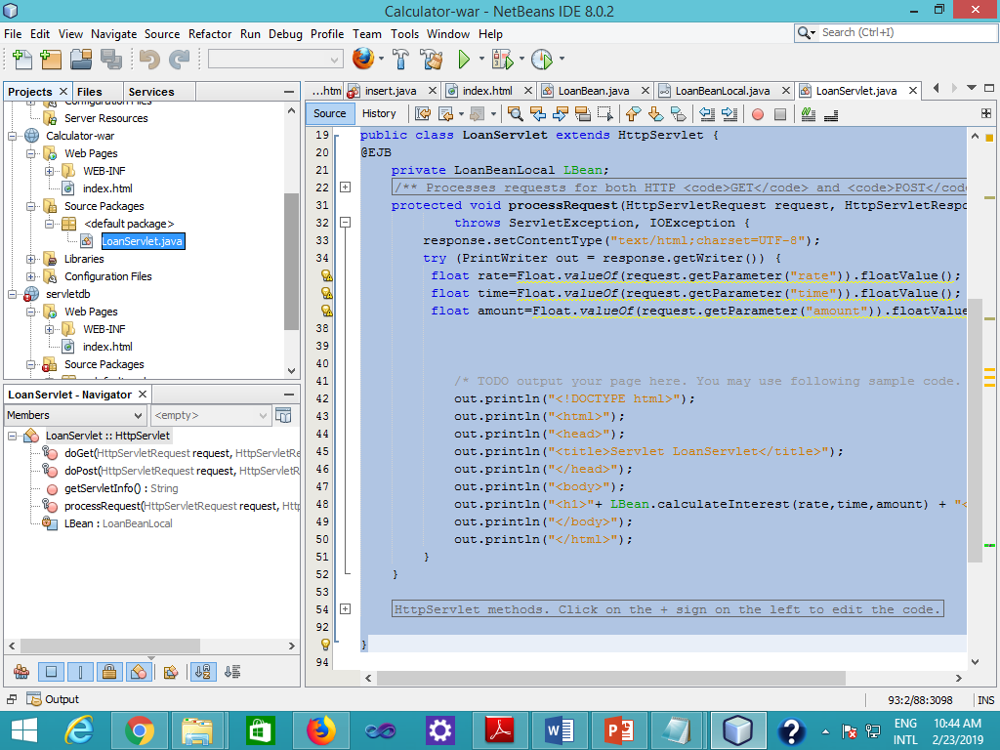 Calculator-war - NetBeans IDE 8.0.2
File Edit View Navigate Source Refactor Run Debug Profile Team Tools Window Help
Search (Ctrl+I)
Projects Files Services
Server Resources
Calculator-war
Web Pages
WEB-INF
index.html
Source Packages
<default package>
LoanServlet.java
Libraries
Configuration Files
servletdb
Web Pages
WEB-INF
index.html
Source Packages
LoanServlet - Navigator
Members
<empty>
LoanServlet :: HttpServlet
doGet(HttpServletRequest request, HttpServletRe
doPost(HttpServletRequest request, HttpServletR
getServletInfo() : String
processRequest(HttpServletRequest request, Http
LBean : LoanBeanLocal
...htm insert.java index.html LoanBean.java LoanBeanLocal.java LoanServlet.java
Source History
19 public class LoanServlet extends HttpServlet {
20 @EJB
21 private LoanBeanLocal LBean;
22 /** Processes requests for both HTTP <code>GET</code> and <code>POST</code
31 protected void processRequest(HttpServletRequest request, HttpServletRespo
32 throws ServletException, IOException {
33 response.setContentType("text/html;charset=UTF-8");
34 try (PrintWriter out = response.getWriter()) {
float rate=Float.valueOf(request.getParameter("rate")).floatValue();
float time=Float.valueOf(request.getParameter("time")).floatValue();
float amount=Float.valueOf(request.getParameter("amount")).floatValue
38
39
40
41 /* TODO output your page here. You may use following sample code.
42 out.println("<!DOCTYPE html>");
43 out.println("<html>");
44 out.println("<head>");
45 out.println("<title>Servlet LoanServlet</title>");
46 out.println("</head>");
47 out.println("<body>");
48 out.println("<h1>"+ LBean.calculateInterest(rate,time,amount) + "<
49 out.println("</body>");
50 out.println("</html>");
51 }
52 }
53
54 HttpServlet methods. Click on the + sign on the left to edit the code.
92
}
94
Output
93:2/88:3098 INS
ENG
INTL
10:44 AM
2/23/2019